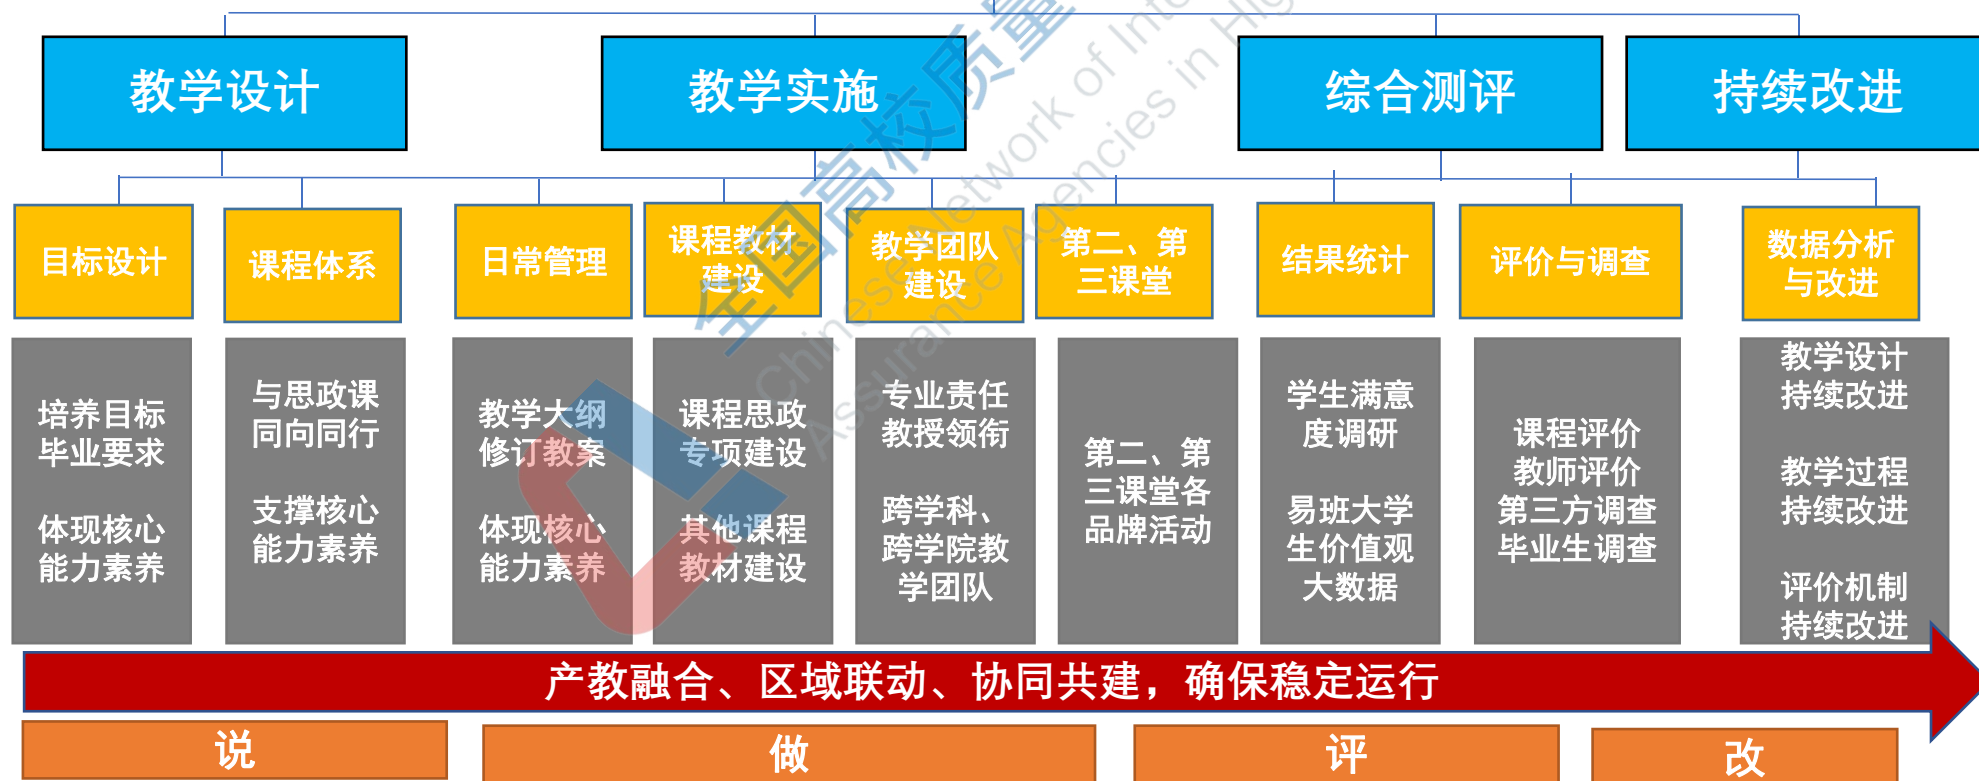 教学设计
教学实施
综合测评
持续改进
目标设计
课程体系
日常管理
课程教材
建设
教学团队
建设
第二、第
三课堂
结果统计
评价与调查
数据分析
与改进
培养目标
毕业要求
体现核心
能力素养
与思政课
同向同行
支撑核心
能力素养
教学大纲
修订教案
体现核心
能力素养
课程思政
专项建设
其他课程
教材建设
专业责任
教授领衔
跨学科、
跨学院教
学团队
第二、第
三课堂各
品牌活动
学生满意
度调研
易班大学
生价值观
大数据
课程评价
教师评价
第三方调查
毕业生调查
教学设计
持续改进
教学过程
持续改进
评价机制
持续改进
产教融合、区域联动、协同共建，确保稳定运行
说
做
评
改
全国高校质量
Chinese Network of Inte
Assurance Agencies in Hig